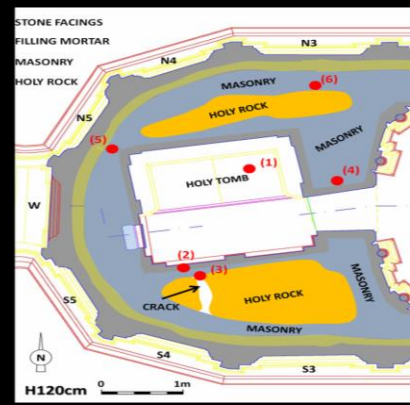 STONE FACINGS
FILLING MORTAR
MASONRY
HOLY ROCK
N4
N3
MASONRY
(6)
HOLY ROCK
N5
MASONRY
(5)
(1)
(4)
HOLY TOMB
W
(2)
(3)
HOLY ROCK
MASONRY
CRACK
S5
MASONRY
N
S4
S3
H120cm
0 1m